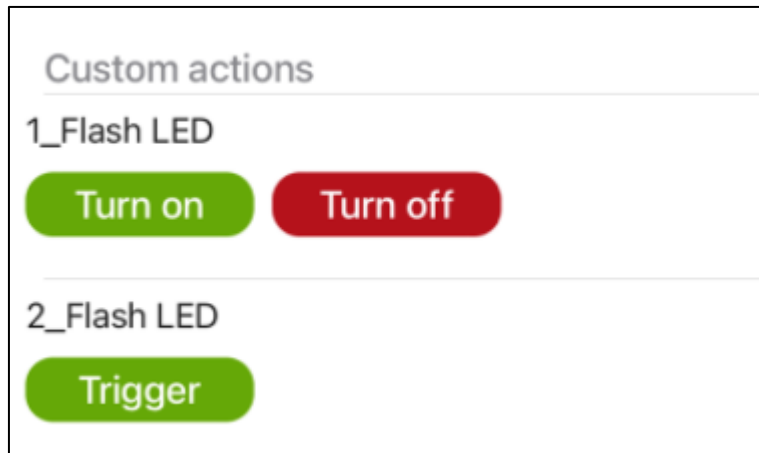 Custom actions
1_Flash LED
Turn on Turn off
2_Flash LED
Trigger